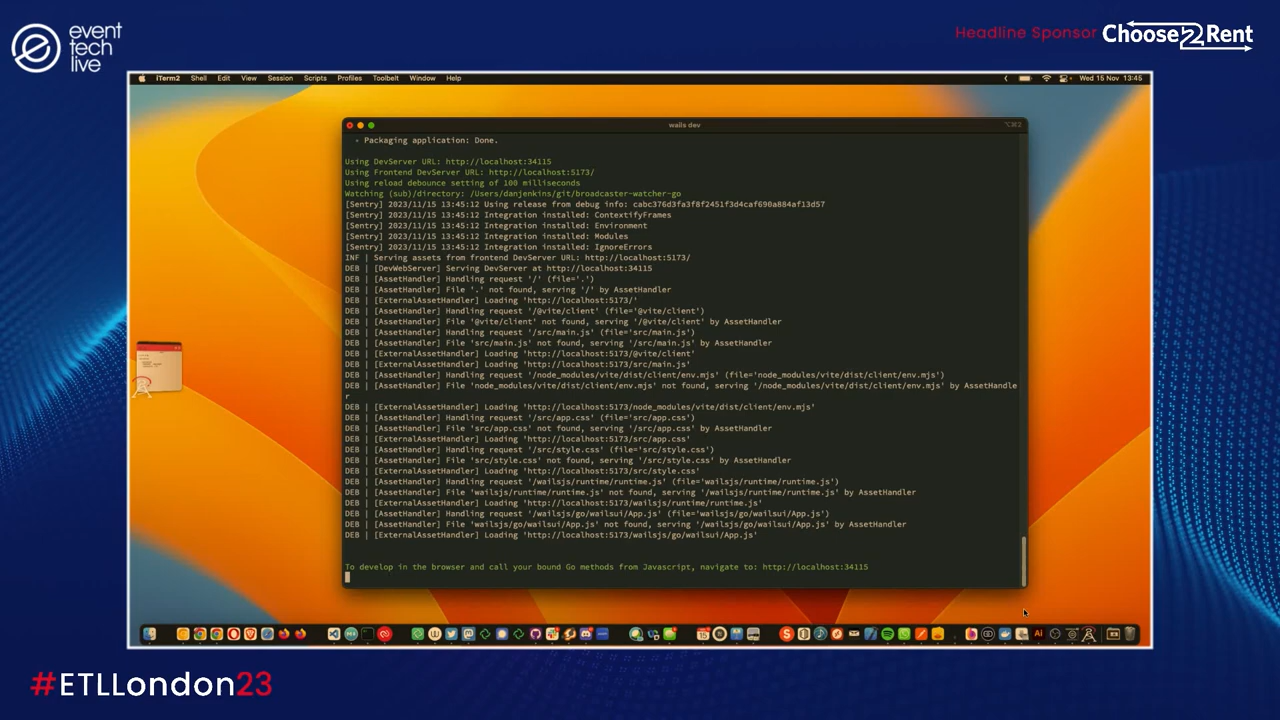 event
tech
live
Headline Sponsor Choose2Rent
iTerm2 Shell Edit View Session Scripts Profiles Toolbelt Window Help Wed 15 Nov 13:45
wails dev
• Packaging application: Done.
Using DevServer URL: http://localhost:34115
Using Frontend DevServer URL: http://localhost:5173/
Using reload debounce setting of 100 milliseconds
Watching (sub)/directory: /Users/danjenkins/git/broadcaster-watcher-go
[Sentry] 2023/11/15 13:45:12 Using release from debug info: cabc376d3fa3f8f2451f3d4caf690a884af13d57
[Sentry] 2023/11/15 13:45:12 Integration installed: ContextifyFrames
[Sentry] 2023/11/15 13:45:12 Integration installed: Environment
[Sentry] 2023/11/15 13:45:12 Integration installed: Modules
[Sentry] 2023/11/15 13:45:12 Integration installed: IgnoreErrors
INF | Serving assets from frontend DevServer URL: http://localhost:5173/
DEB | [DevWebServer] Serving DevServer at http://localhost:34115
DEB | [AssetHandler] Handling request '/' (file='.')
DEB | [AssetHandler] File '.' not found, serving '/' by AssetHandler
DEB | [ExternalAssetHandler] Loading 'http://localhost:5173/'
DEB | [AssetHandler] Handling request '/@vite/client' (file='@vite/client')
DEB | [AssetHandler] File '@vite/client' not found, serving '/@vite/client' by AssetHandler
DEB | [AssetHandler] Handling request '/src/main.js' (file='src/main.js')
DEB | [AssetHandler] File 'src/main.js' not found, serving '/src/main.js' by AssetHandler
DEB | [ExternalAssetHandler] Loading 'http://localhost:5173/@vite/client'
DEB | [ExternalAssetHandler] Loading 'http://localhost:5173/src/main.js'
DEB | [AssetHandler] Handling request '/node_modules/vite/dist/client/env.mjs' (file='node_modules/vite/dist/client/env.mjs')
DEB | [AssetHandler] File 'node_modules/vite/dist/client/env.mjs' not found, serving '/node_modules/vite/dist/client/env.mjs' by AssetHandle
r
DEB | [ExternalAssetHandler] Loading 'http://localhost:5173/node_modules/vite/dist/client/env.mjs'
DEB | [AssetHandler] Handling request '/src/app.css' (file='src/app.css')
DEB | [AssetHandler] File 'src/app.css' not found, serving '/src/app.css' by AssetHandler
DEB | [ExternalAssetHandler] Loading 'http://localhost:5173/src/app.css'
DEB | [AssetHandler] Handling request '/src/style.css' (file='src/style.css')
DEB | [AssetHandler] File 'src/style.css' not found, serving '/src/style.css' by AssetHandler
DEB | [ExternalAssetHandler] Loading 'http://localhost:5173/src/style.css'
DEB | [AssetHandler] Handling request '/wailsjs/runtime/runtime.js' (file='wailsjs/runtime/runtime.js')
DEB | [AssetHandler] File 'wailsjs/runtime/runtime.js' not found, serving '/wailsjs/runtime/runtime.js' by AssetHandler
DEB | [ExternalAssetHandler] Loading 'http://localhost:5173/wailsjs/runtime/runtime.js'
DEB | [AssetHandler] Handling request '/wailsjs/go/wailsui/App.js' (file='wailsjs/go/wailsui/App.js')
DEB | [AssetHandler] File 'wailsjs/go/wailsui/App.js' not found, serving '/wailsjs/go/wailsui/App.js' by AssetHandler
DEB | [ExternalAssetHandler] Loading 'http://localhost:5173/wailsjs/go/wailsui/App.js'
To develop in the browser and call your bound Go methods from Javascript, navigate to: http://localhost:34115
#ETLLondon23